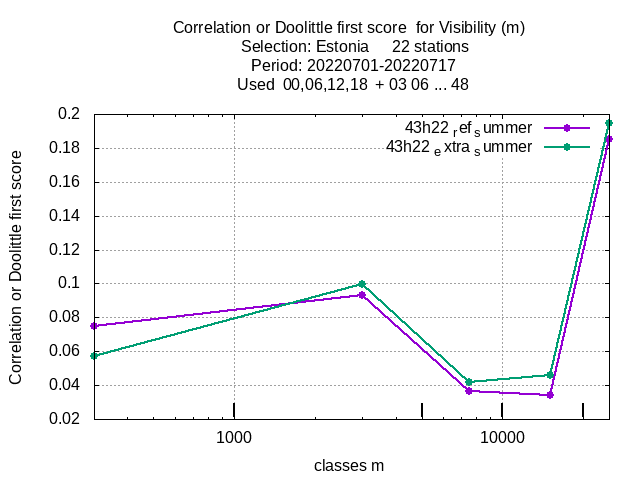 Correlation or Doolittle first score  for Visibility (m)
Selection: Estonia     22 stations
Period: 20220701-20220717
Used  00,06,12,18  + 03 06 ... 48
43h22 ref summer
43h22 extra summer
Correlation or Doolittle first score
0.2
0.18
0.16
0.14
0.12
0.1
0.08
0.06
0.04
0.02
1000
10000
classes m